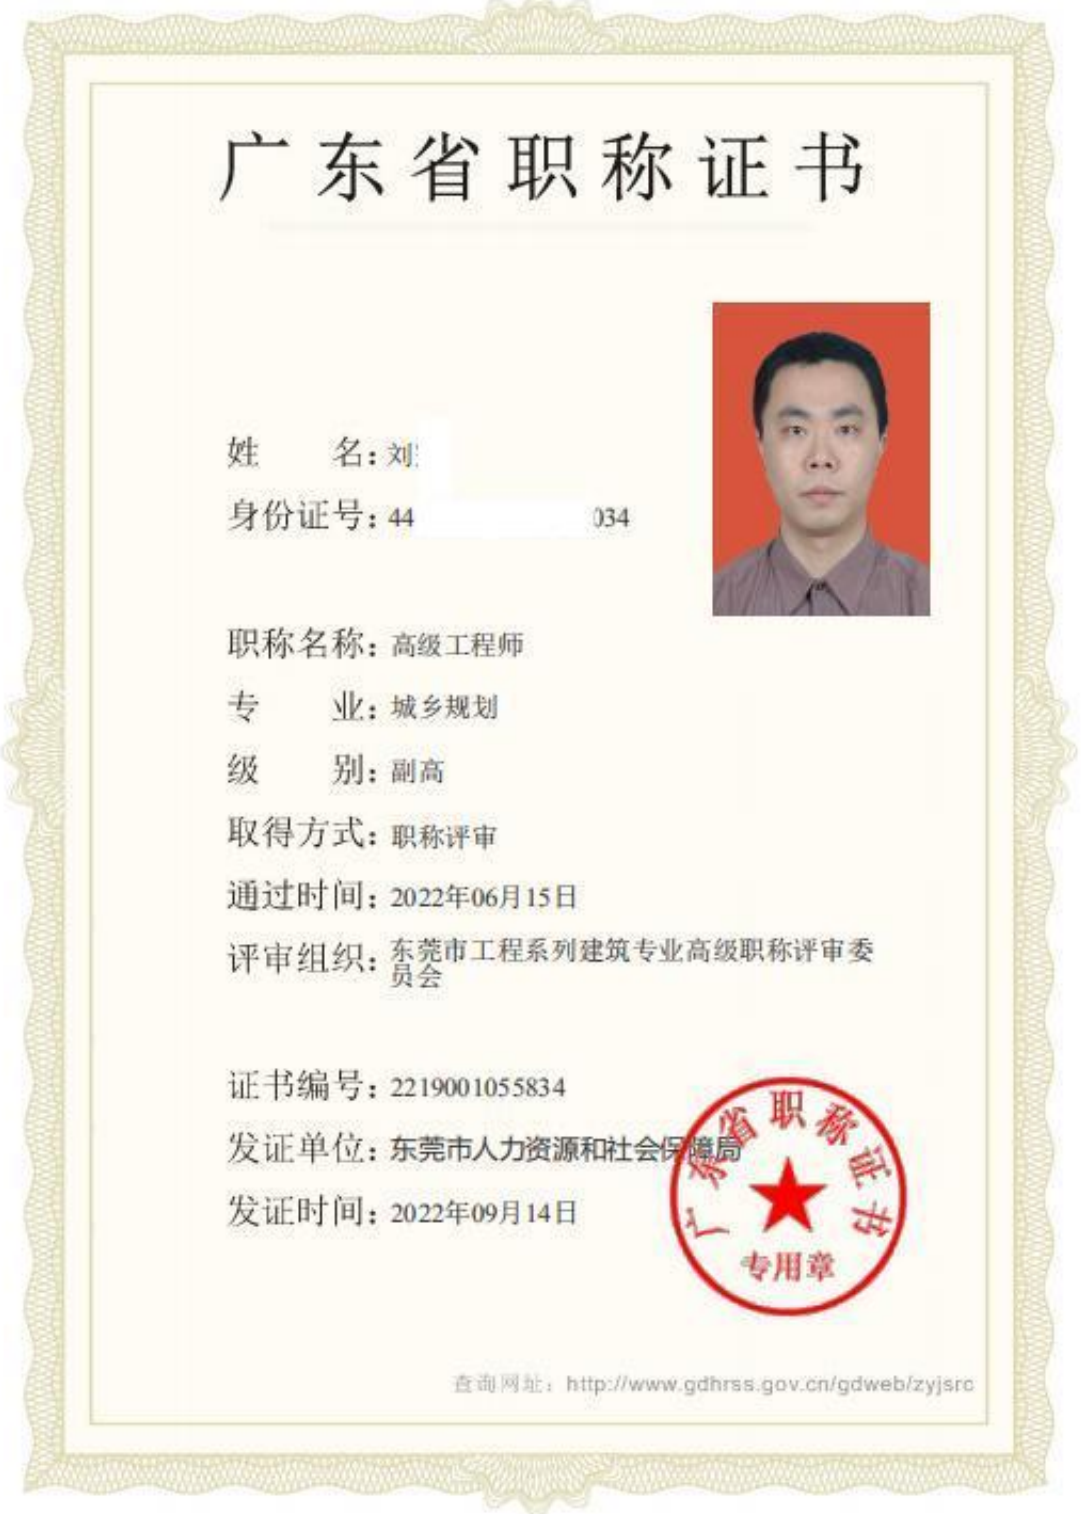 广东省职称证书
姓 名：刘
身份证号：44 034
职称名称：高级工程师
专 业：城乡规划
级 别：副高
取得方式：职称评审
通过时间：2022年06月15日
评审组织：东莞市工程系列建筑专业高级职称评审委
员会
证书编号：2219001055834
发证单位：东莞市人力资源和社会保障局
发证时间：2022年09月14日
广东省职称证书
专用章
查询网址：http://www.gdhrss.gov.cn/gdweb/zyjsrc